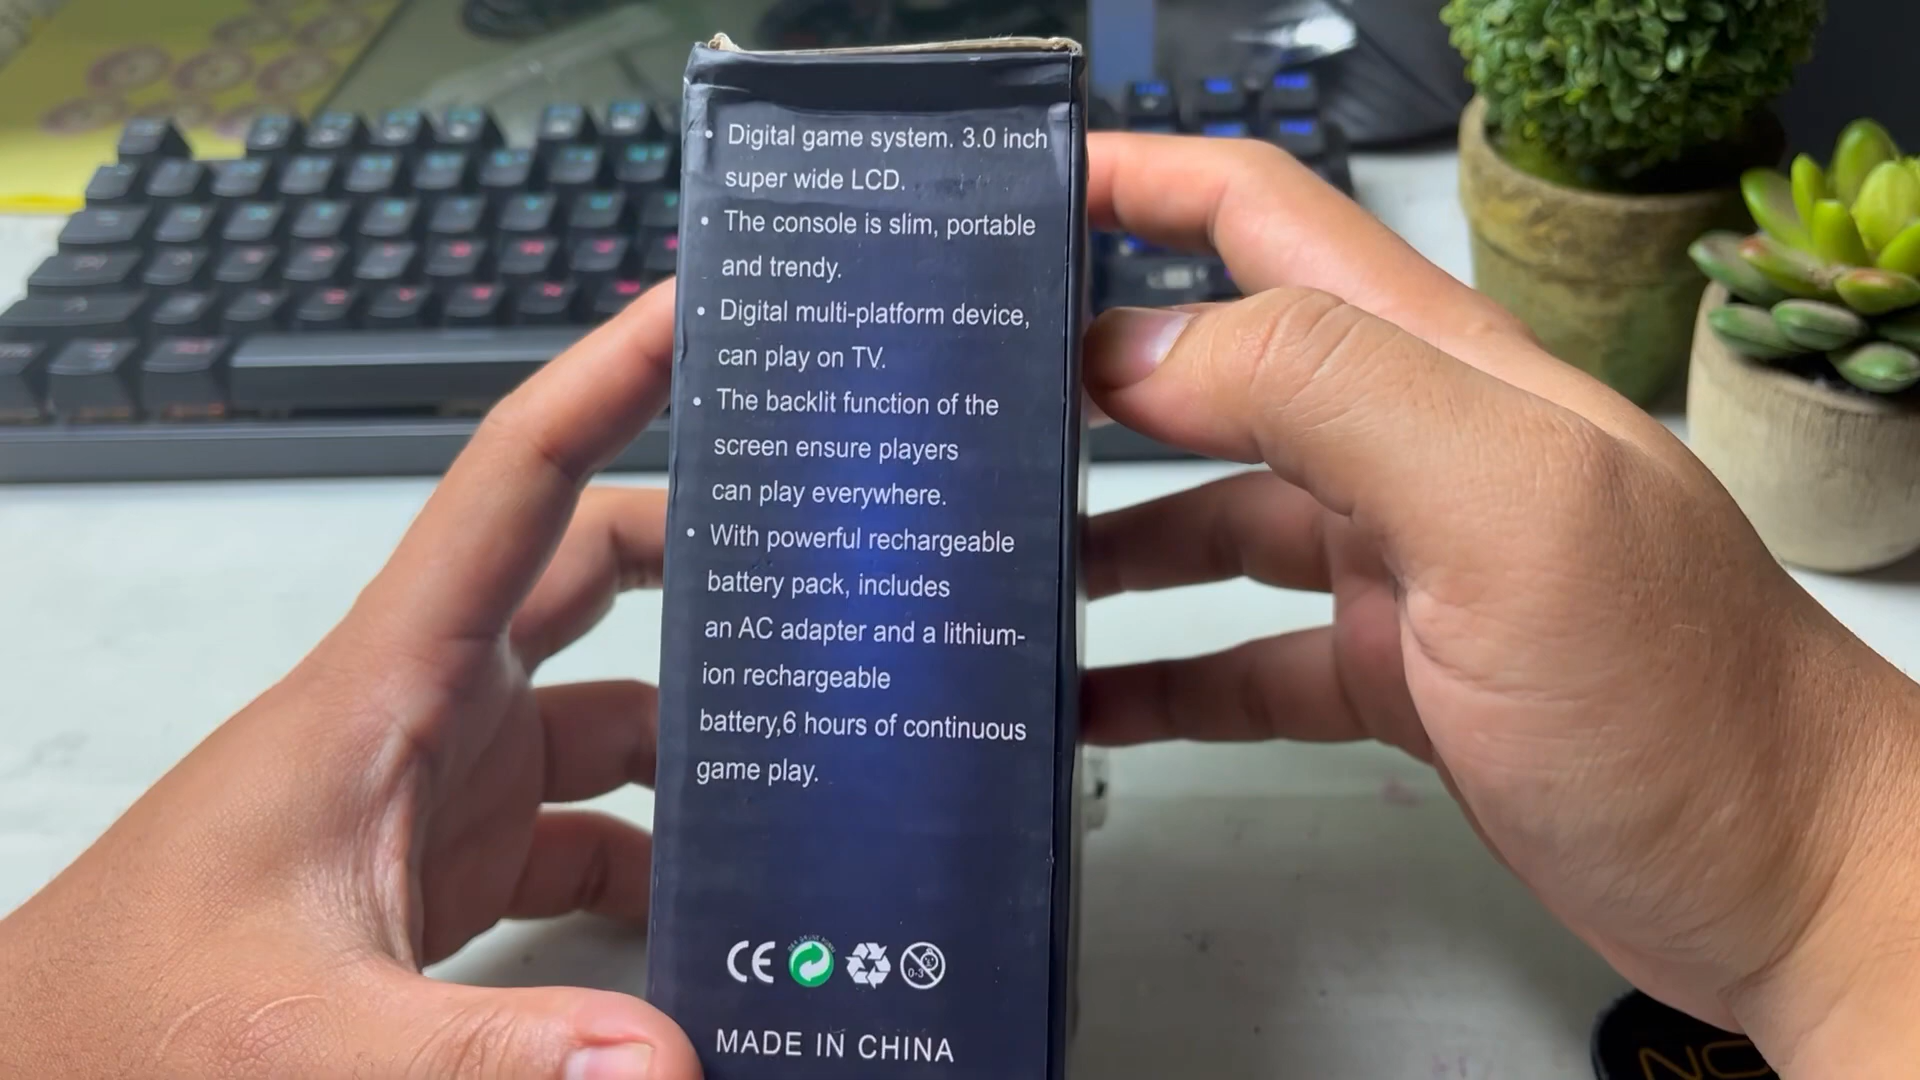 • Digital game system. 3.0 inch
super wide LCD.
• The console is slim, portable
and trendy.
• Digital multi-platform device,
can play on TV.
• The backlit function of the
screen ensure players
can play everywhere.
• With powerful rechargeable
battery pack, includes
an AC adapter and a lithium-
ion rechargeable
battery,6 hours of continuous
game play.
CE
0-3
MADE IN CHINA